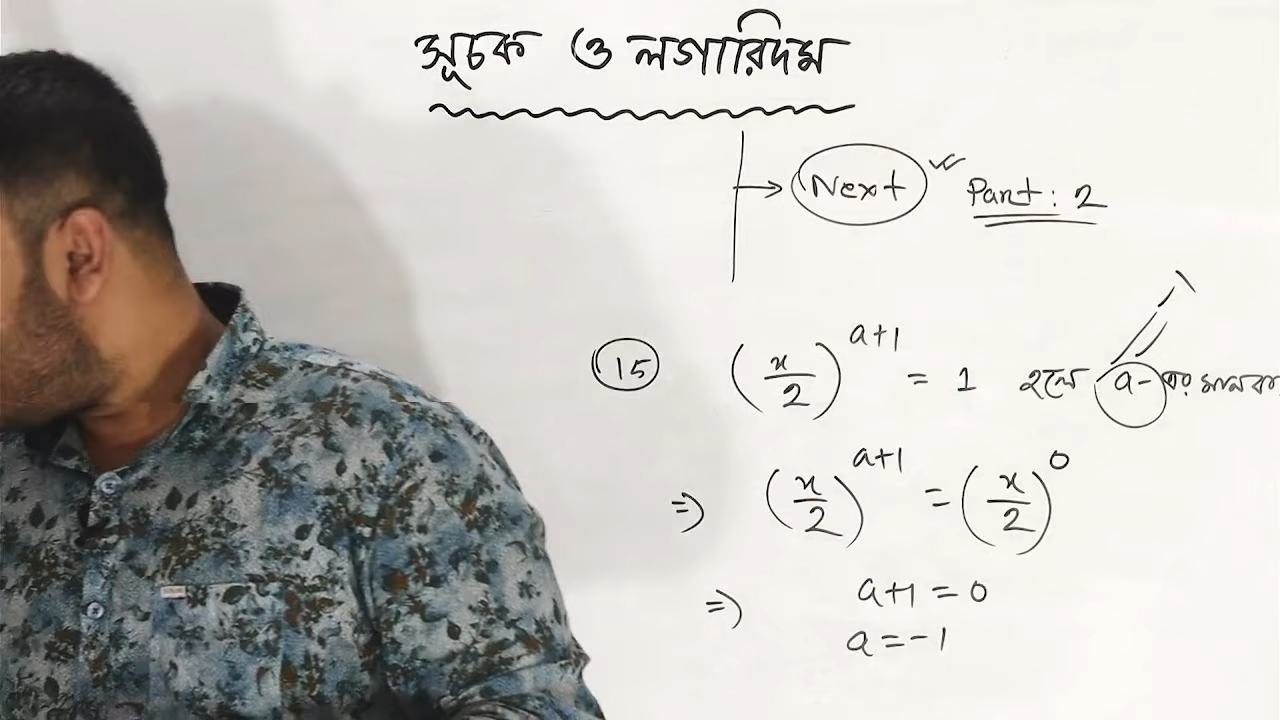 সূচক ও লগারিদম
→ Next Part: 2
15 (x/2)^(a+1) = 1 হলে a-এর মান কত
⇒ (x/2)^(a+1) = (x/2)^0
⇒ a+1 = 0
a = -1